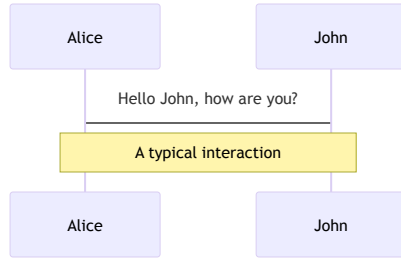 Alice
John
Hello John, how are you?
A typical interaction
Alice
John